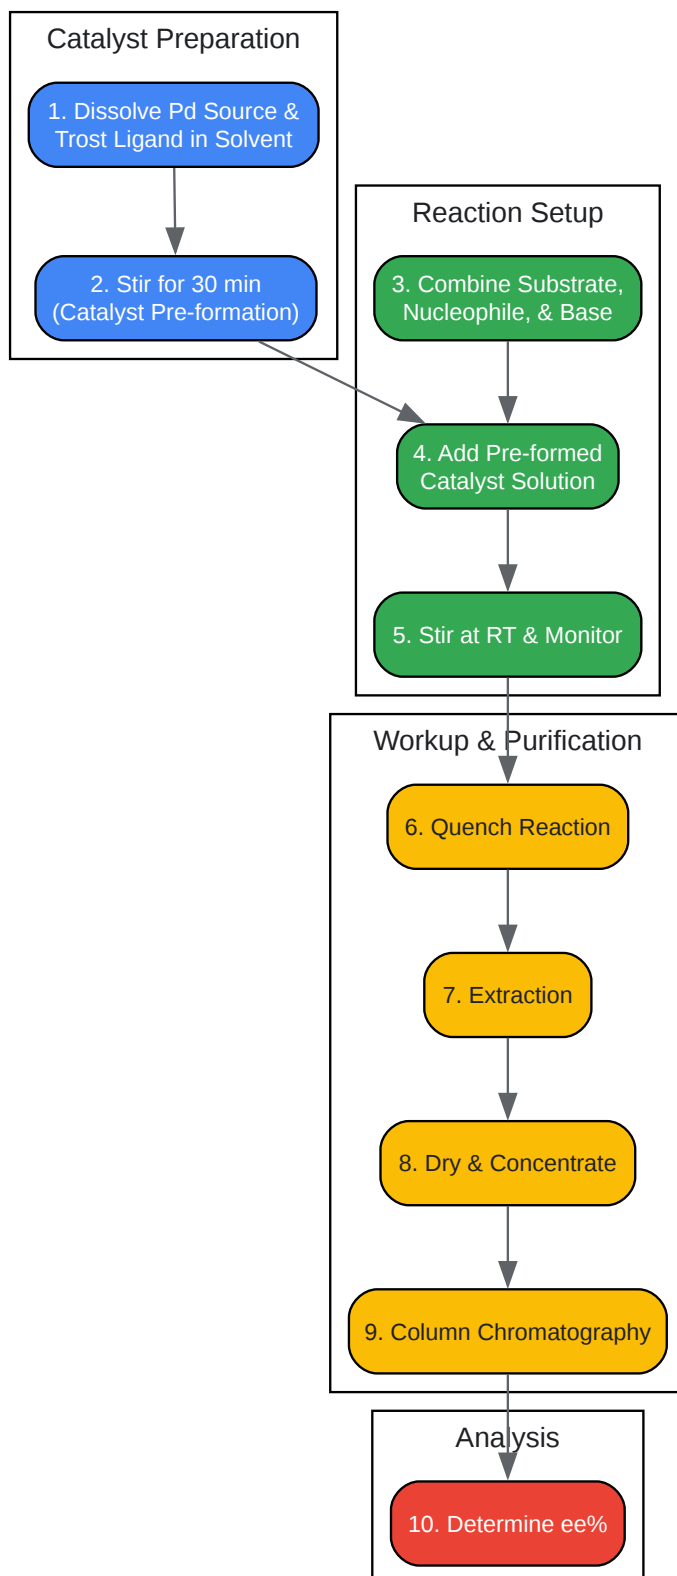 Catalyst Preparation
1. Dissolve Pd Source &
Trost Ligand in Solvent
2. Stir for 30 min
(Catalyst Pre-formation)
Reaction Setup
3. Combine Substrate,
Nucleophile, & Base
4. Add Pre-formed
Catalyst Solution
5. Stir at RT & Monitor
Workup & Purification
6. Quench Reaction
7. Extraction
8. Dry & Concentrate
9. Column Chromatography
Analysis
10. Determine ee%